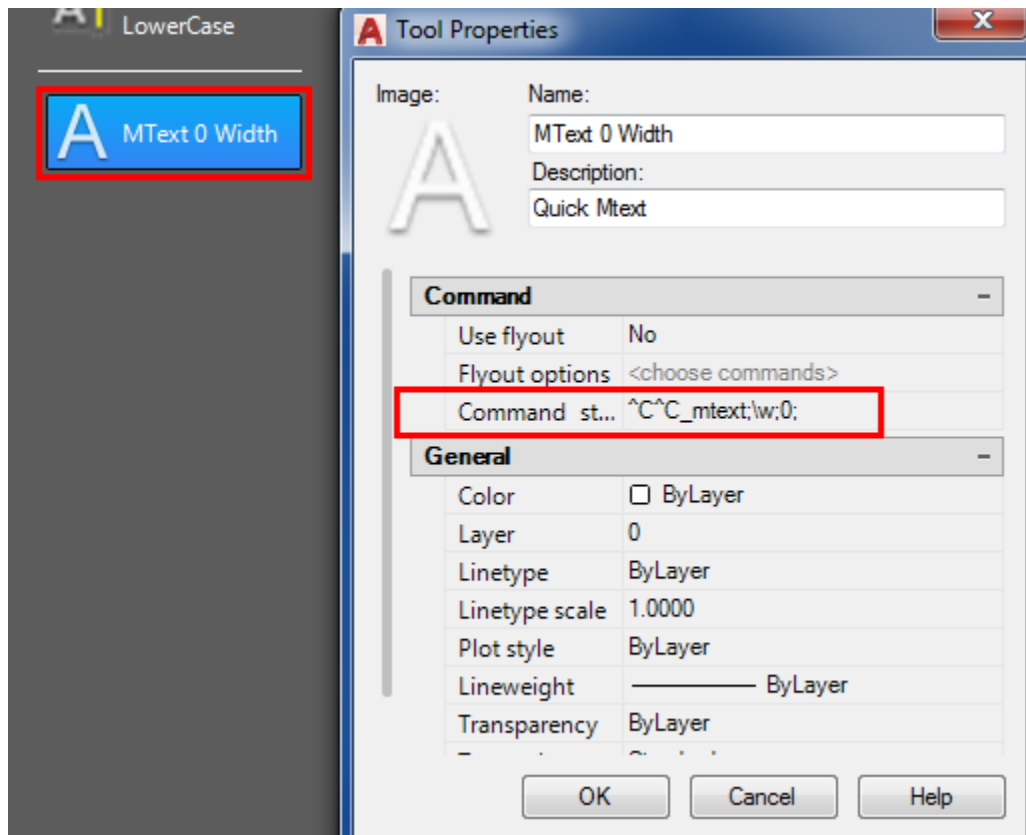 LowerCase
MText 0 Width
Tool Properties
Image:
Name:
MText 0 Width
Description:
Quick Mtext
Command
Use flyout No
Flyout options <choose commands>
Command st... ^C^C_mtext;\w;0;
General
Color ByLayer
Layer 0
Linetype ByLayer
Linetype scale 1.0000
Plot style ByLayer
Lineweight ByLayer
Transparency ByLayer
OK Cancel Help